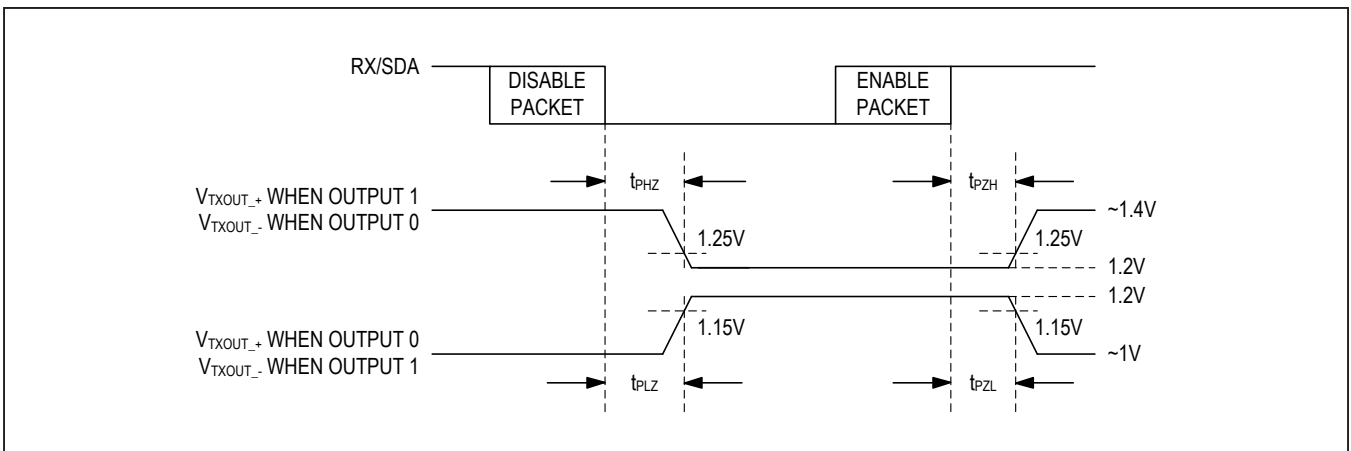 RX/SDA
DISABLE
PACKET
ENABLE
PACKET
tPHZ
tPZH
VTXOUT_+ WHEN OUTPUT 1
VTXOUT_- WHEN OUTPUT 0
~1.4V
1.25V
1.25V
1.2V
1.2V
1.15V
1.15V
VTXOUT_+ WHEN OUTPUT 0
VTXOUT_- WHEN OUTPUT 1
~1V
tPLZ
tPZL